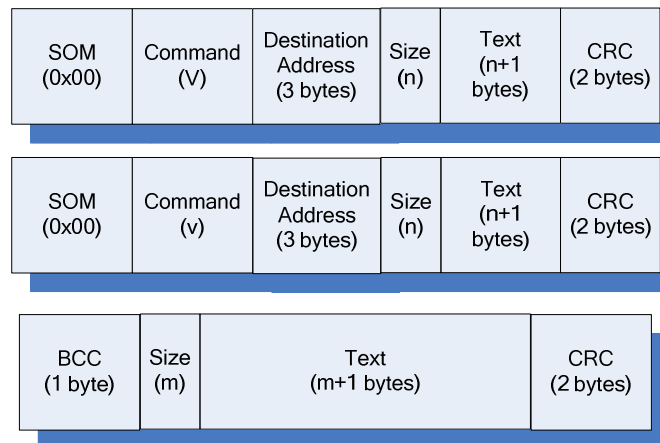 SOM
(0x00)
Command
(V)
Destination
Address
(3 bytes)
Size
(n)
Text
(n+1
bytes)
CRC
(2 bytes)
SOM
(0x00)
Command
(v)
Destination
Address
(3 bytes)
Size
(n)
Text
(n+1
bytes)
CRC
(2 bytes)
BCC
(1 byte)
Size
(m)
Text
(m+1 bytes)
CRC
(2 bytes)